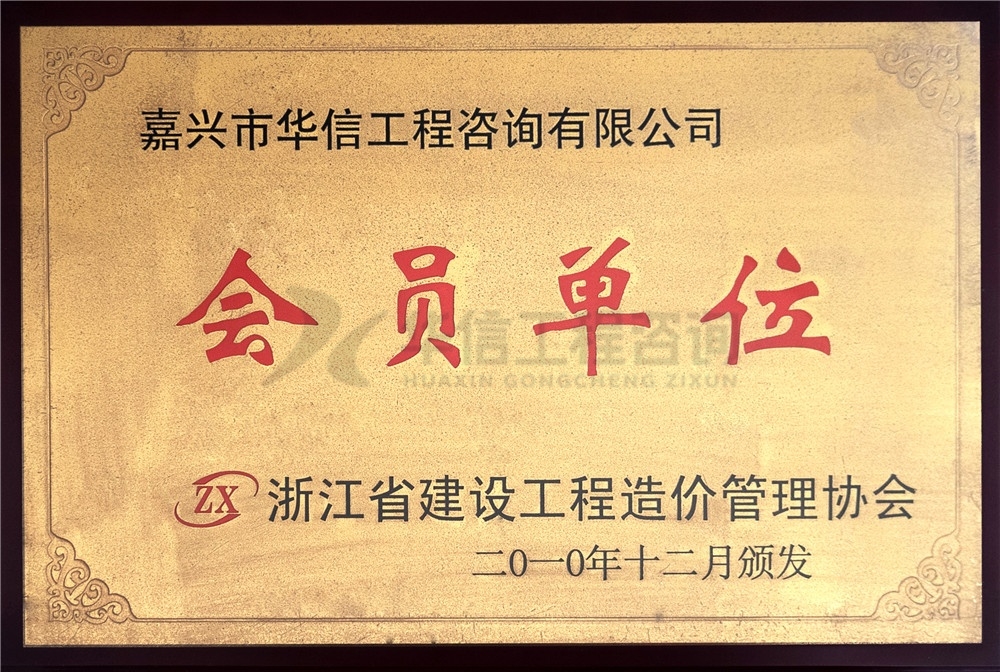 嘉兴市华信工程咨询有限公司
会员单位
华信工程咨询
HUAXIN GONGCHENG ZIXUN
ZX 浙江省建设工程造价管理协会
二0一0年十二月颁发